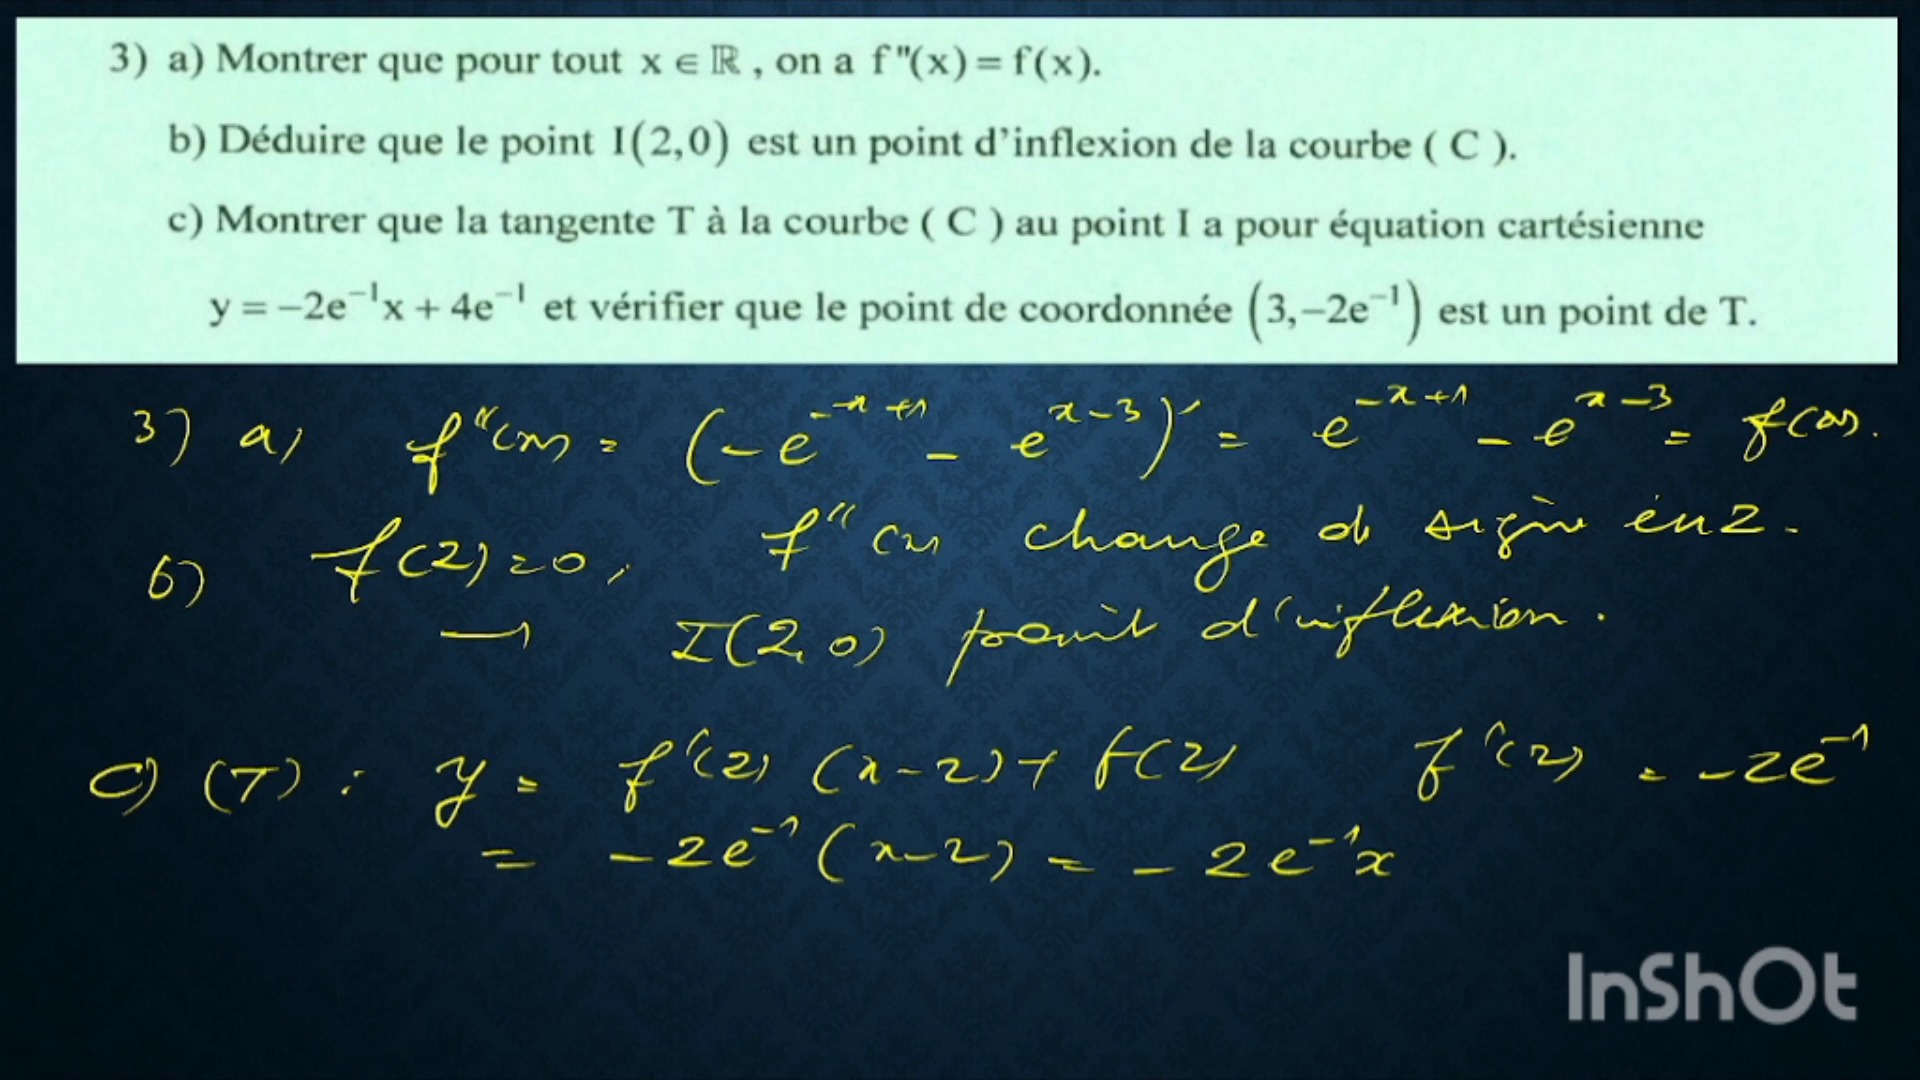 3) a) Montrer que pour tout x ∈ ℝ , on a f "(x) = f(x).
b) Déduire que le point I(2,0) est un point d'inflexion de la courbe ( C ).
c) Montrer que la tangente T à la courbe ( C ) au point I a pour équation cartésienne
y = −2e⁻¹x + 4e⁻¹ et vérifier que le point de coordonnée (3,−2e⁻¹) est un point de T.
3) a) f"(x) = (-e^{-x+1} - e^{x-3})' = e^{-x+1} - e^{x-3} = f(x).
b) f(2)=0, f"(x) change de signe en 2.
→ I(2,0) point d'inflexion.
c) (T) : y = f'(2) (x-2) + f(2) f'(2) = -2e⁻¹
= -2e⁻¹ (x-2) = -2e⁻¹x
InShOt